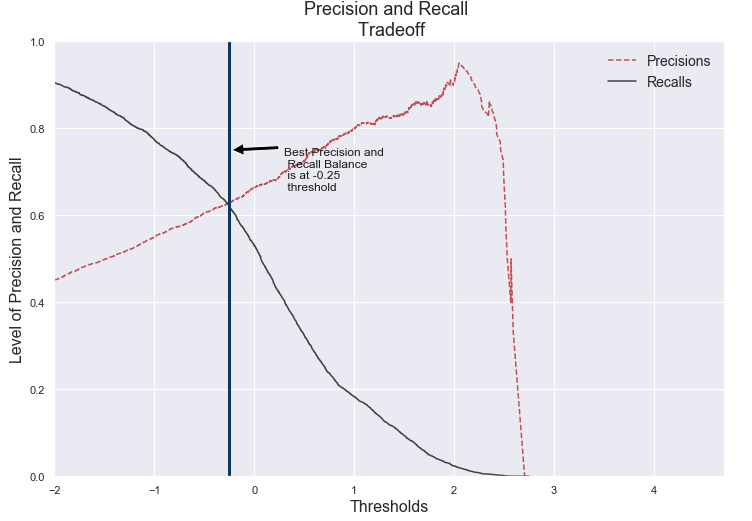 Precision and Recall
Tradeoff
1.0
0.8
0.6
0.4
0.2
0.0
Level of Precision and Recall
Precisions
Recalls
Best Precision and
Recall Balance
is at -0.25
threshold
−2 −1 0 1 2 3 4
Thresholds